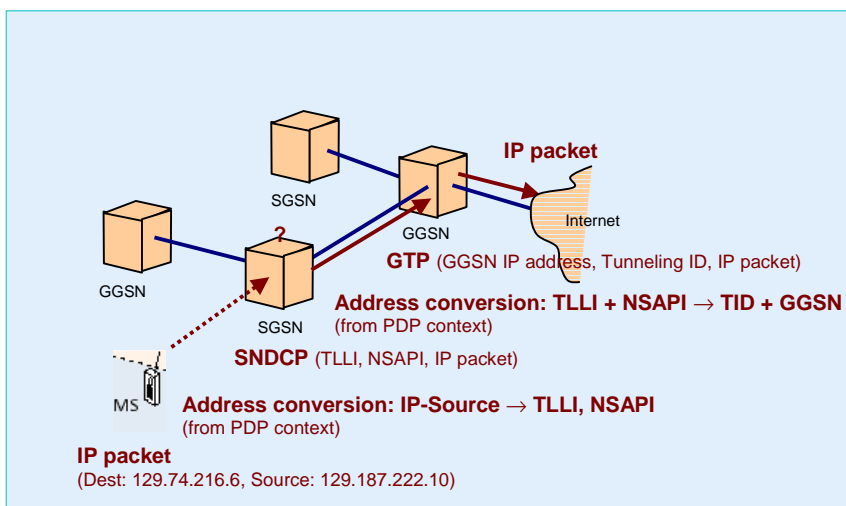 IP packet
SGSN
Internet
GGSN
?
GTP (GGSN IP address, Tunneling ID, IP packet)
GGSN
Address conversion: TLLI + NSAPI → TID + GGSN
SGSN
(from PDP context)
SNDCP (TLLI, NSAPI, IP packet)
MS
Address conversion: IP-Source → TLLI, NSAPI
(from PDP context)
IP packet
(Dest: 129.74.216.6, Source: 129.187.222.10)